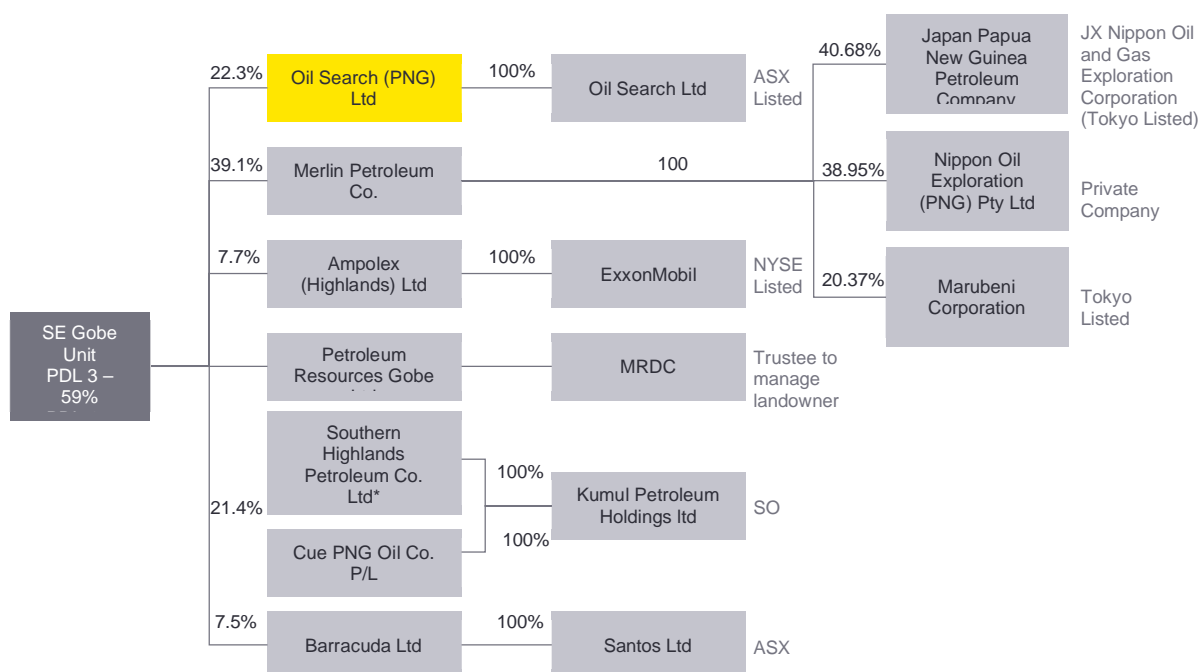 SE Gobe
Unit
PDL 3 –
59%
22.3%
Oil Search (PNG)
Ltd
100%
Oil Search Ltd
ASX
Listed
39.1%
Merlin Petroleum
Co.
100
40.68%
Japan Papua
New Guinea
Petroleum
Company
JX Nippon Oil
and Gas
Exploration
Corporation
(Tokyo Listed)
38.95%
Nippon Oil
Exploration
(PNG) Pty Ltd
Private
Company
20.37%
Marubeni
Corporation
Tokyo
Listed
7.7%
Ampolex
(Highlands) Ltd
100%
ExxonMobil
NYSE
Listed
Petroleum
Resources Gobe
MRDC
Trustee to
manage
landowner
21.4%
Southern
Highlands
Petroleum Co.
Ltd*
100%
Cue PNG Oil Co.
P/L
100%
Kumul Petroleum
Holdings ltd
SO
7.5%
Barracuda Ltd
100%
Santos Ltd
ASX